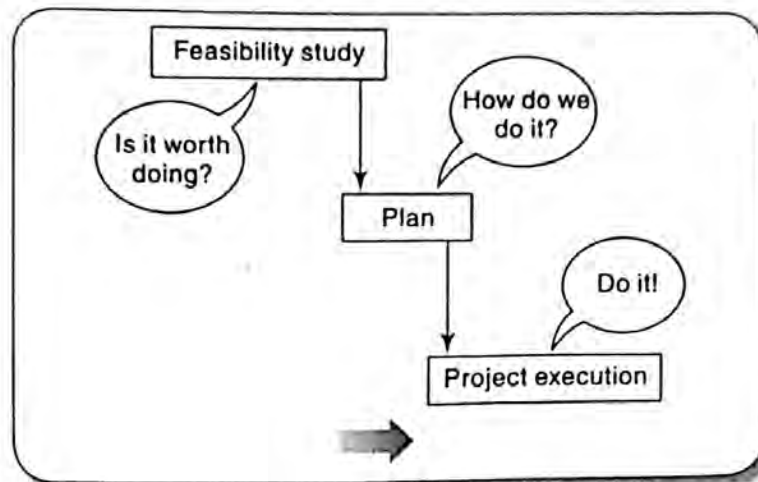 Feasibility study
Is it worth
doing?
How do we
do it?
Plan
Do it!
Project execution